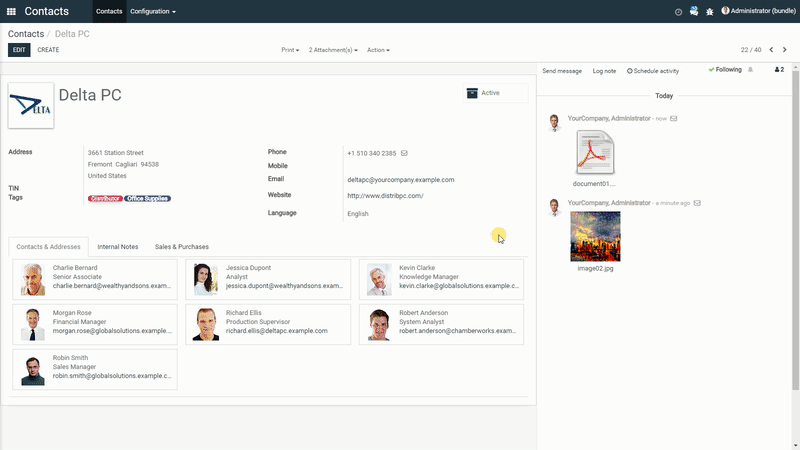 Contacts
Contacts Configuration
Administrator (bundle)
Contacts / Delta PC
EDIT CREATE
Print 2 Attachment(s) Action
22 / 40
DELTA
Delta PC
Active
Address
3661 Station Street
Fremont Cagliari 94538
United States
TIN
Tags
Distributor Office Supplies
Phone
+1 510 340 2385
Mobile
Email
deltapc@yourcompany.example.com
Website
http://www.distribpc.com/
Language
English
Contacts & Addresses Internal Notes Sales & Purchases
Charlie Bernard
Senior Associate
charlie.bernard@wealthyandsons.exam...
Jessica Dupont
Analyst
jessica.dupont@wealthyandsons.exam...
Kevin Clarke
Knowledge Manager
kevin.clarke@globalsolutions.example.c...
Morgan Rose
Financial Manager
morgan.rose@globalsolutions.example....
Richard Ellis
Production Supervisor
richard.ellis@deltapc.example.com
Robert Anderson
System Analyst
robert.anderson@chamberworks.exam...
Robin Smith
Sales Manager
robin.smith@globalsolutions.example.c...
Send message Log note Schedule activity
Following
2
Today
YourCompany, Administrator - now
document01...
YourCompany, Administrator - a minute ago
image02.jpg